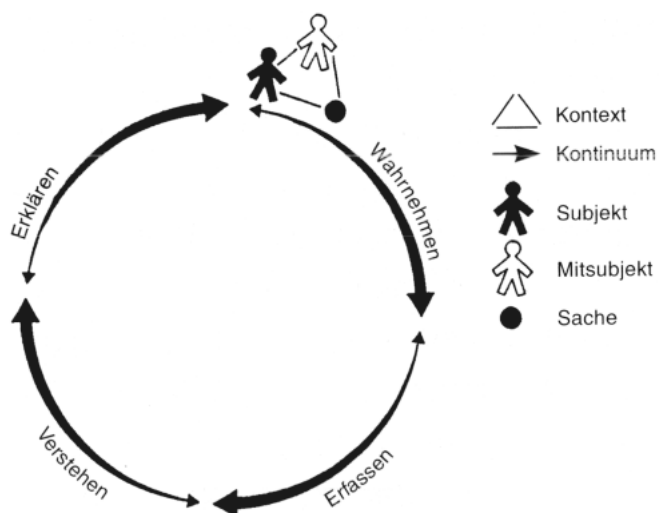 Wahrnehmen
Erfassen
Verstehen
Erklären
Kontext
Kontinuum
Subjekt
Mitsubjekt
Sache